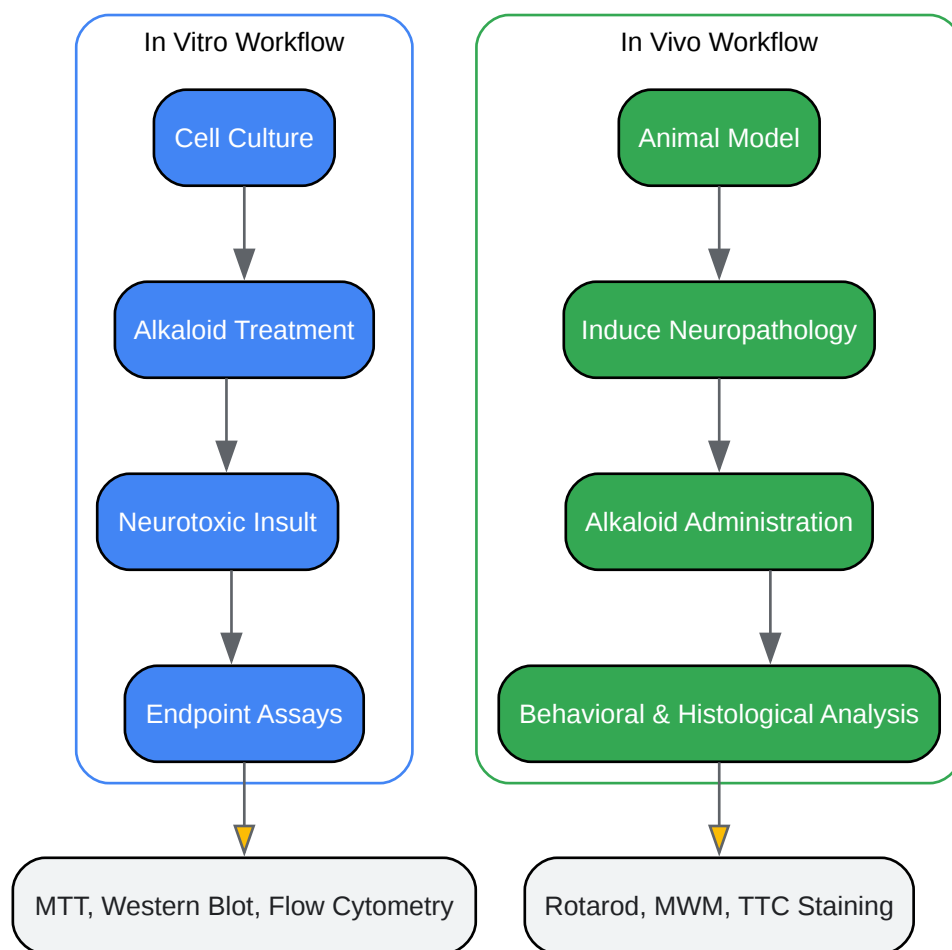 In Vitro Workflow
Cell Culture
Alkaloid Treatment
Neurotoxic Insult
Endpoint Assays
MTT, Western Blot, Flow Cytometry
In Vivo Workflow
Animal Model
Induce Neuropathology
Alkaloid Administration
Behavioral & Histological Analysis
Rotarod, MWM, TTC Staining